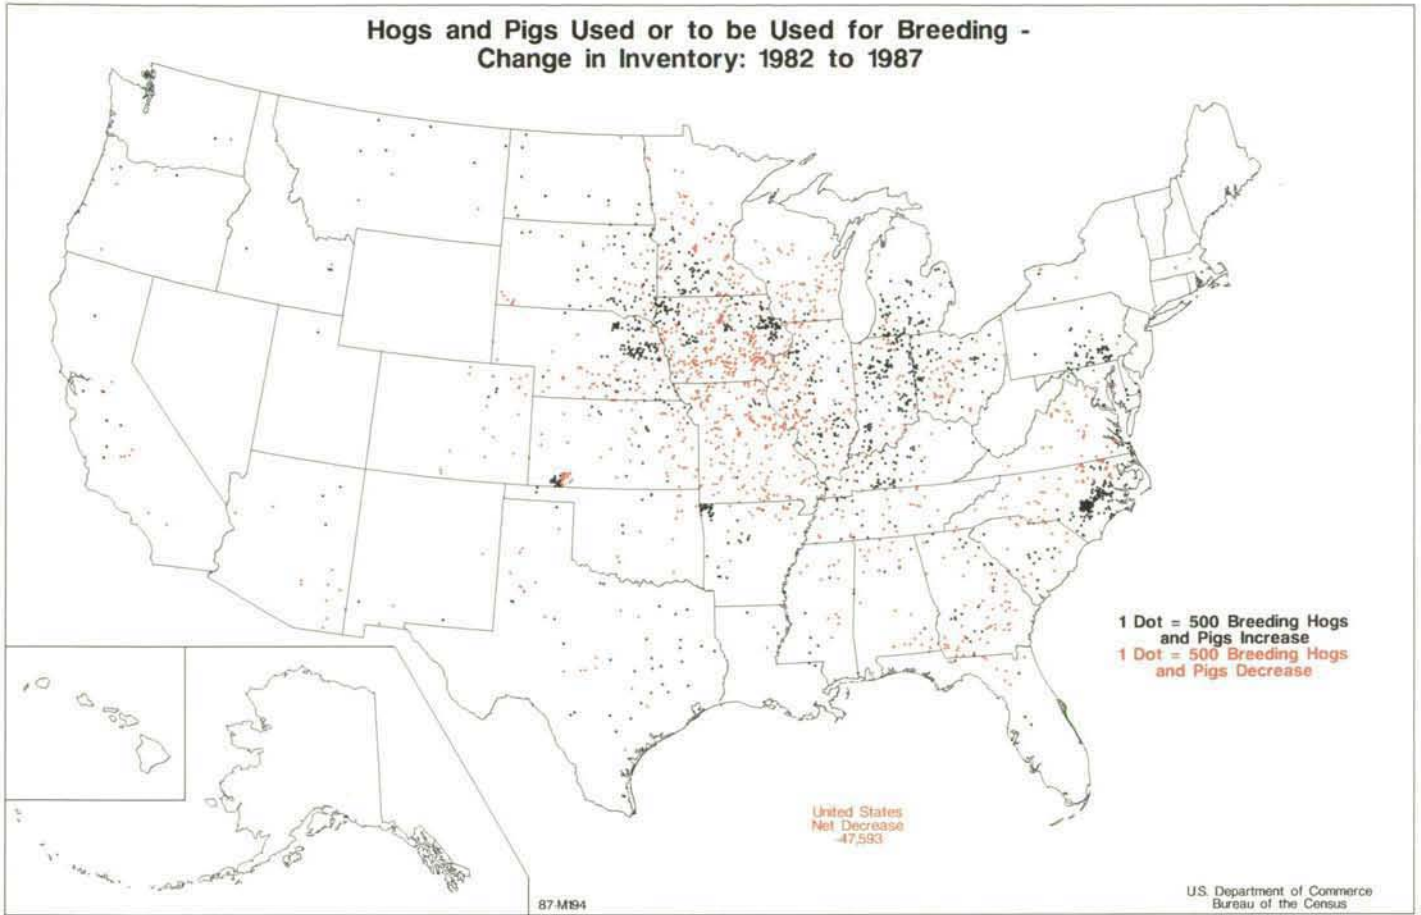 Hogs and Pigs Used or to be Used for Breeding -
Change in Inventory: 1982 to 1987
1 Dot = 500 Breeding Hogs
and Pigs Increase
1 Dot = 500 Breeding Hogs
and Pigs Decrease
United States
Net Decrease
-47,593
87-M194
U.S. Department of Commerce
Bureau of the Census